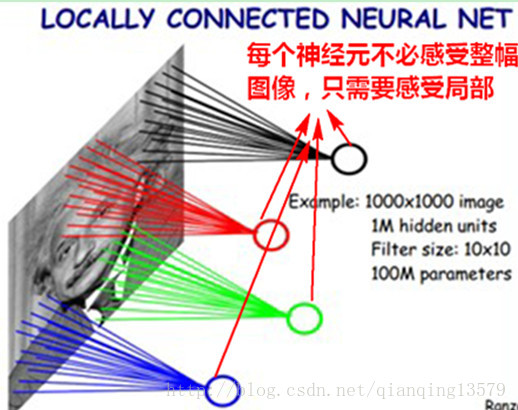 LOCALLY CONNECTED NEURAL NET
每个神经元不必感受整幅
图像，只需要感受局部
Example: 1000x1000 image
1M hidden units
Filter size: 10x10
100M parameters
http://blog.csdn.net/qianqing13579
Ranzo